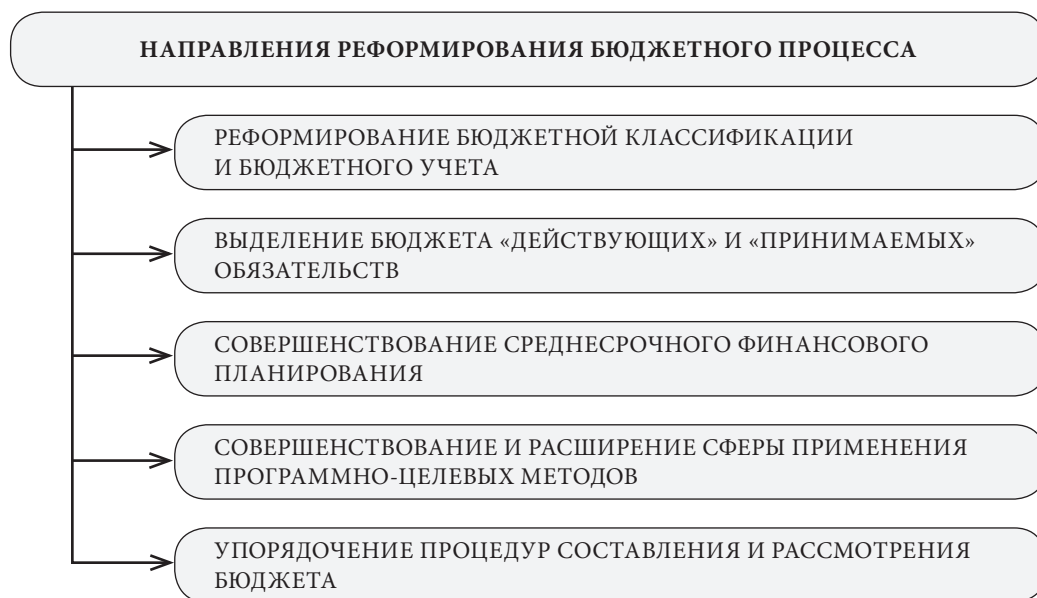 НАПРАВЛЕНИЯ РЕФОРМИРОВАНИЯ БЮДЖЕТНОГО ПРОЦЕССА
РЕФОРМИРОВАНИЕ БЮДЖЕТНОЙ КЛАССИФИКАЦИИ
И БЮДЖЕТНОГО УЧЕТА
ВЫДЕЛЕНИЕ БЮДЖЕТА «ДЕЙСТВУЮЩИХ» И «ПРИНИМАЕМЫХ»
ОБЯЗАТЕЛЬСТВ
СОВЕРШЕНСТВОВАНИЕ СРЕДНЕСРОЧНОГО ФИНАНСОВОГО
ПЛАНИРОВАНИЯ
СОВЕРШЕНСТВОВАНИЕ И РАСШИРЕНИЕ СФЕРЫ ПРИМЕНЕНИЯ
ПРОГРАММНО-ЦЕЛЕВЫХ МЕТОДОВ
УПОРЯДОЧЕНИЕ ПРОЦЕДУР СОСТАВЛЕНИЯ И РАССМОТРЕНИЯ
БЮДЖЕТА